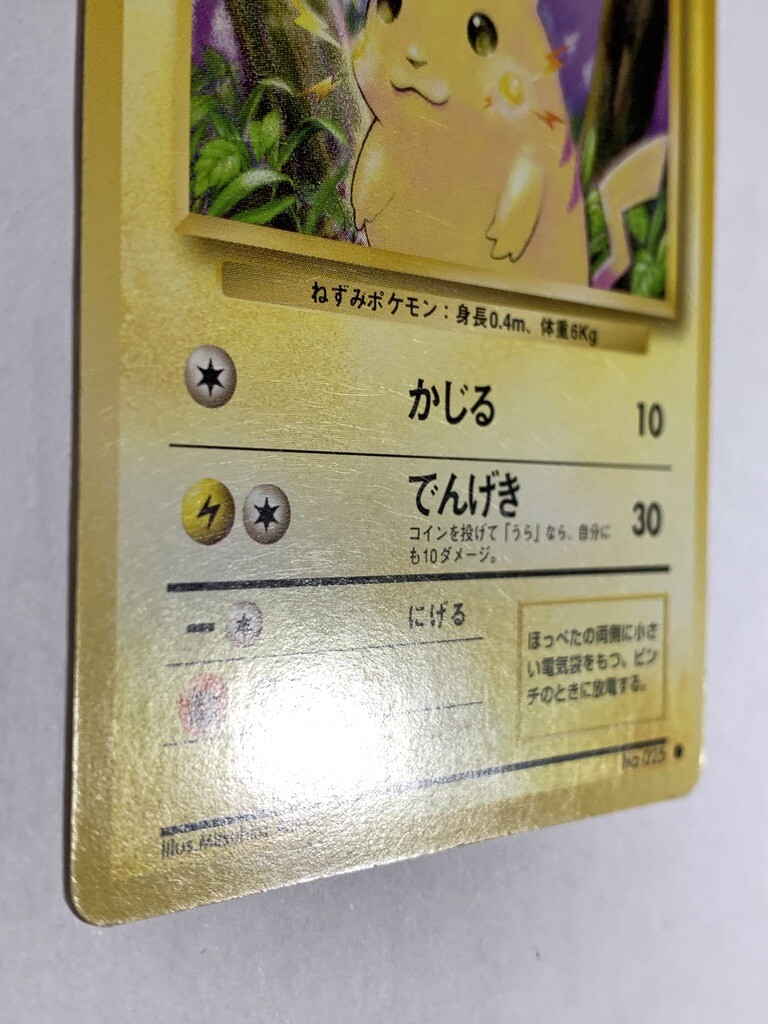 ねずみポケモン：身長0.4m、体重6Kg
かじる 10
でんげき 30
コインを投げて「うら」なら、自分に
も10ダメージ。
にげる
ほっぺたの両側に小さ
い電気袋をもつ。ピン
チのときに放電する。
No.025
Illus.